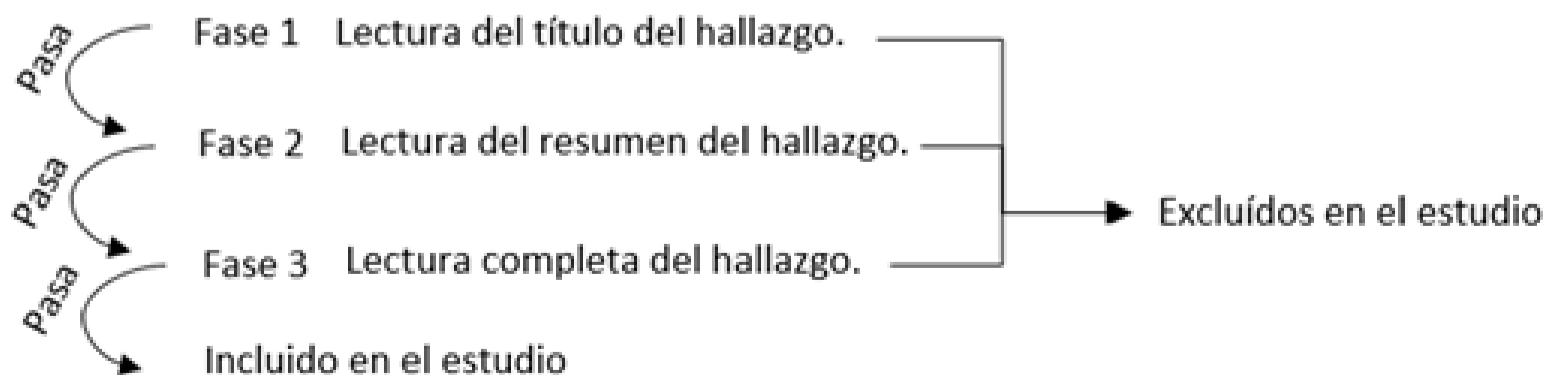 Pasa
Fase 1 Lectura del título del hallazgo.
Pasa
Fase 2 Lectura del resumen del hallazgo.
Excluídos en el estudio
Pasa
Fase 3 Lectura completa del hallazgo.
Incluido en el estudio